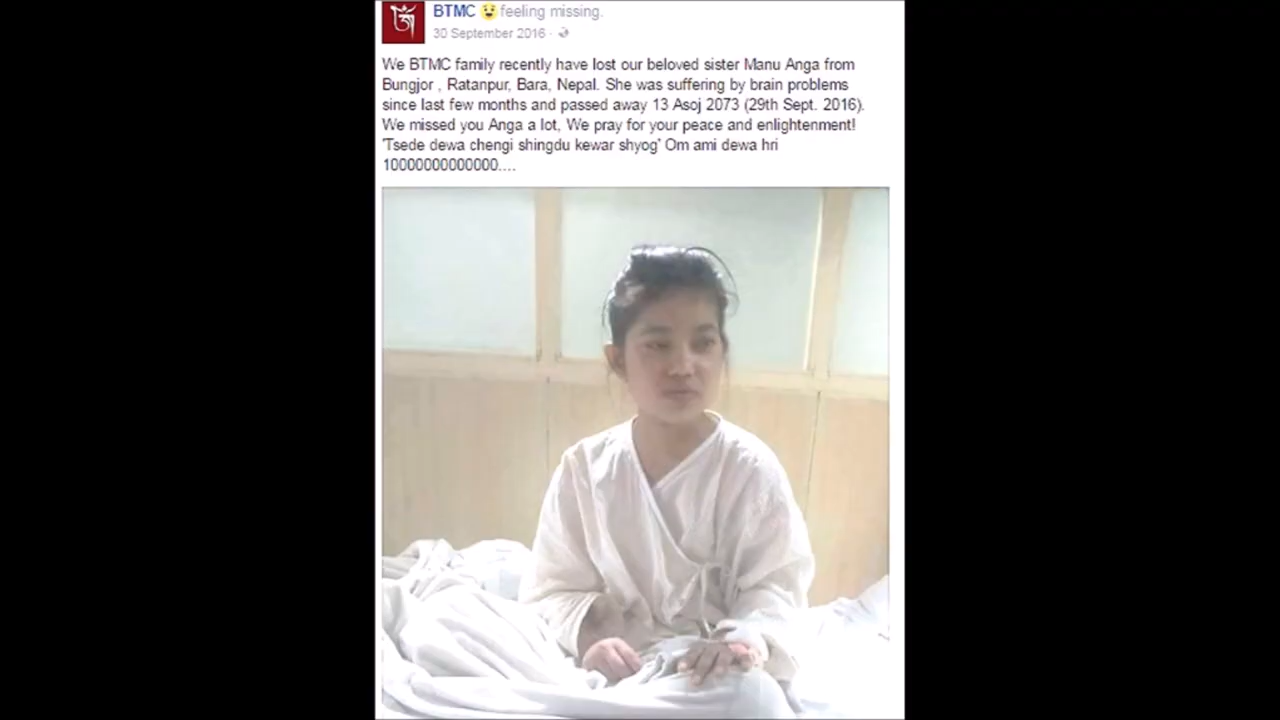 BTMC 😟 feeling missing.
30 September 2016 ·
We BTMC family recently have lost our beloved sister Manu Anga from
Bungjor , Ratanpur, Bara, Nepal. She was suffering by brain problems
since last few months and passed away 13 Asoj 2073 (29th Sept. 2016).
We missed you Anga a lot, We pray for your peace and enlightenment!
'Tsede dewa chengi shingdu kewar shyog' Om ami dewa hri
10000000000000....